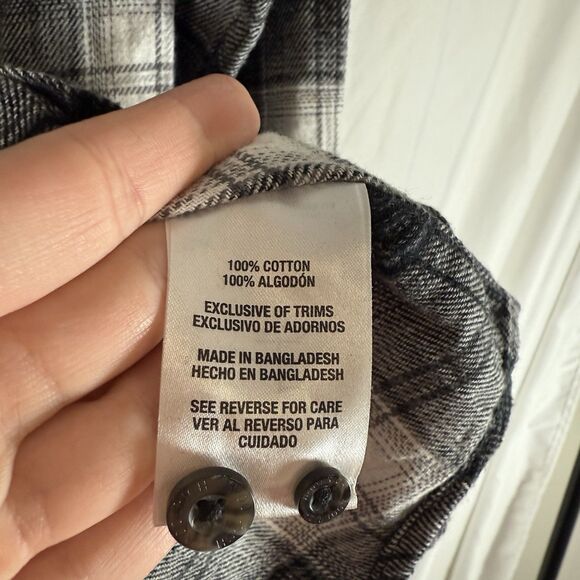 100% COTTON
100% ALGODÓN
EXCLUSIVE OF TRIMS
EXCLUSIVO DE ADORNOS
MADE IN BANGLADESH
HECHO EN BANGLADESH
SEE REVERSE FOR CARE
VER AL REVERSO PARA
CUIDADO